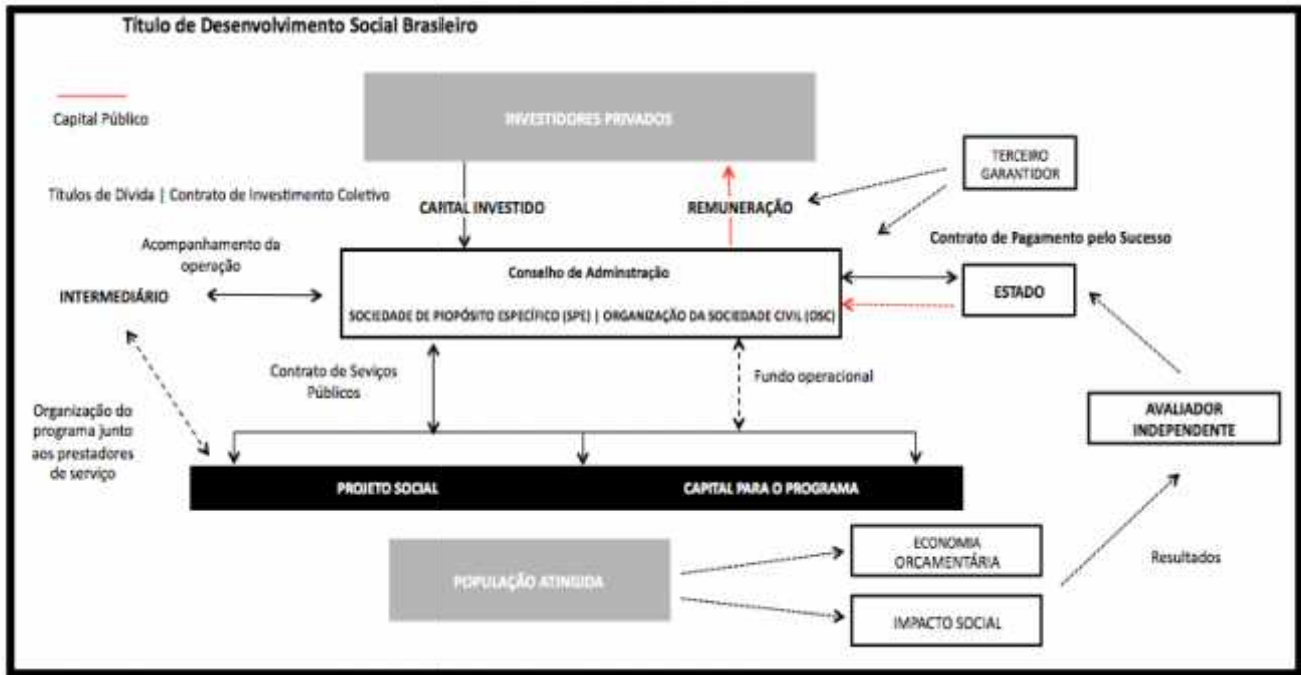 Título de Desenvolvimento Social Brasileiro
Capital Público
INVESTIDORES PRIVADOS
TERCEIRO
GARANTIDOR
Títulos de Dívida | Contrato de Investimento Coletivo
CAPITAL INVESTIDO
REMUNERAÇÃO
Contrato de Pagamento pelo Sucesso
Acompanhamento da
operação
INTERMEDIÁRIO
Conselho de Adminstração
SOCIEDADE DE PIOPÓSITO ESPECÍFICO (SPE) | ORGANIZAÇÃO DA SOCIEDADE CIVIL (OSC)
ESTADO
Contrato de Seviços
Públicos
Fundo operacional
Organização do
programa junto
aos prestadores
de serviço
AVALIADOR
INDEPENDENTE
PROJETO SOCIAL
CAPITAL PARA O PROGRAMA
POPULAÇÃO ATINGIDA
ECONOMIA
ORCAMENTÁRIA
Resultados
IMPACTO SOCIAL